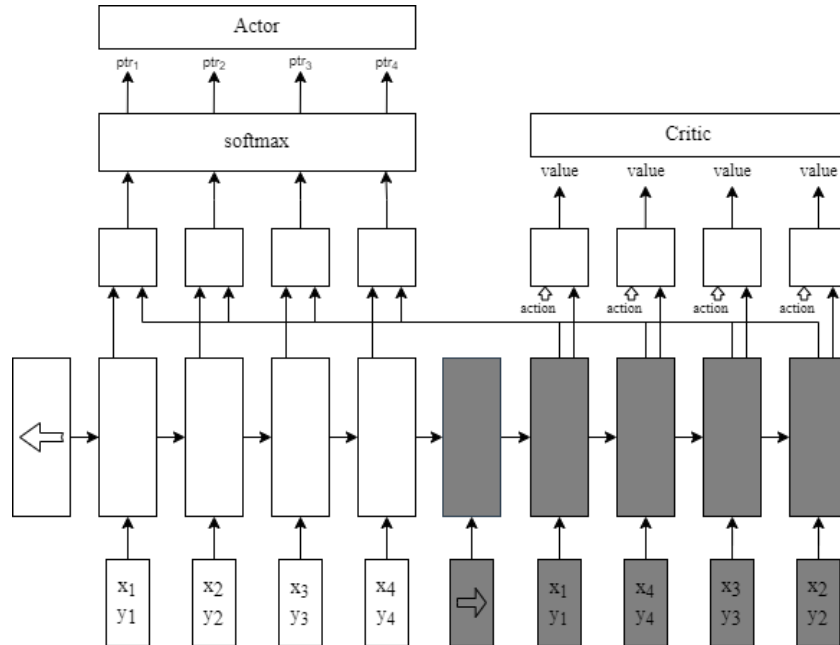 Actor
ptr1 ptr2 ptr3 ptr4
softmax
Critic
value value value value
action action action action
x1 x2 x3 x4 x1 x4 x3 x2
y1 y2 y3 y4 y1 y4 y3 y2